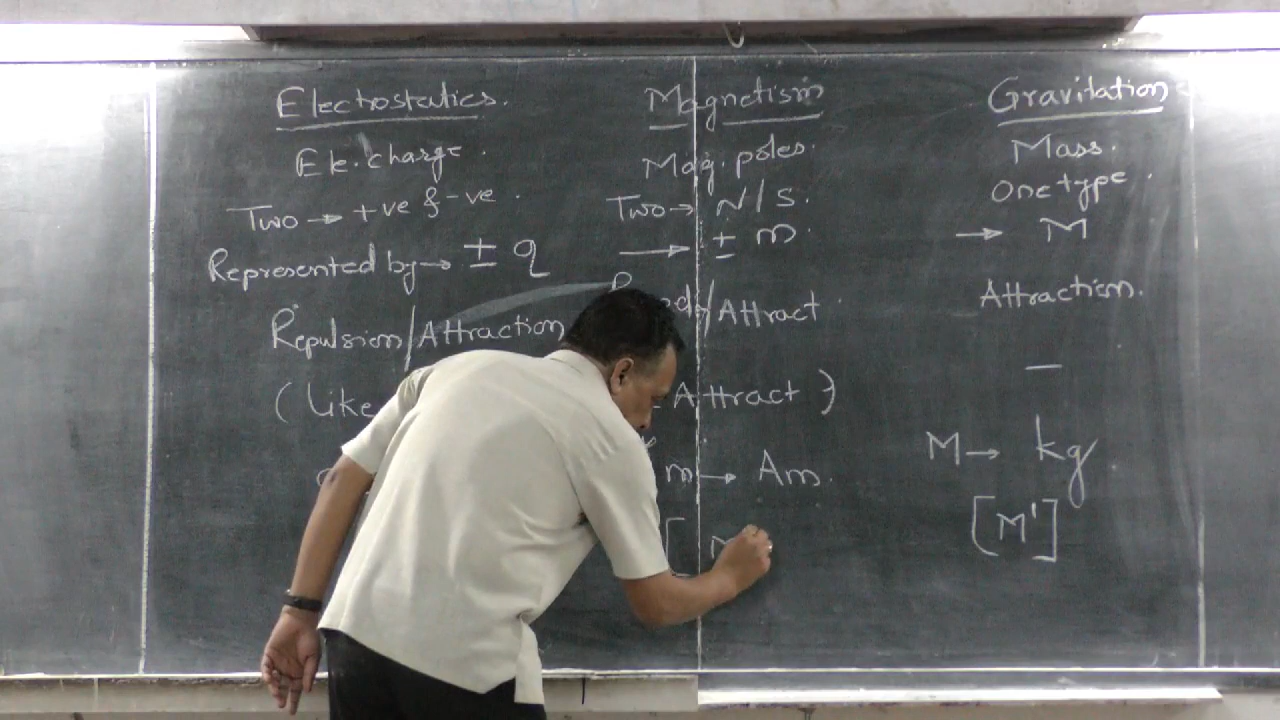 Electrostatics. Magnetism Gravitation
Ele. charge. Mag. poles. Mass.
Two → +ve & -ve. Two → N/S. One type.
Represented by → ± q → ± m. → M
Repulsion/Attraction /Attract. Attraction.
(Like Attract) —
m → Am. M → kg
[ [M¹]